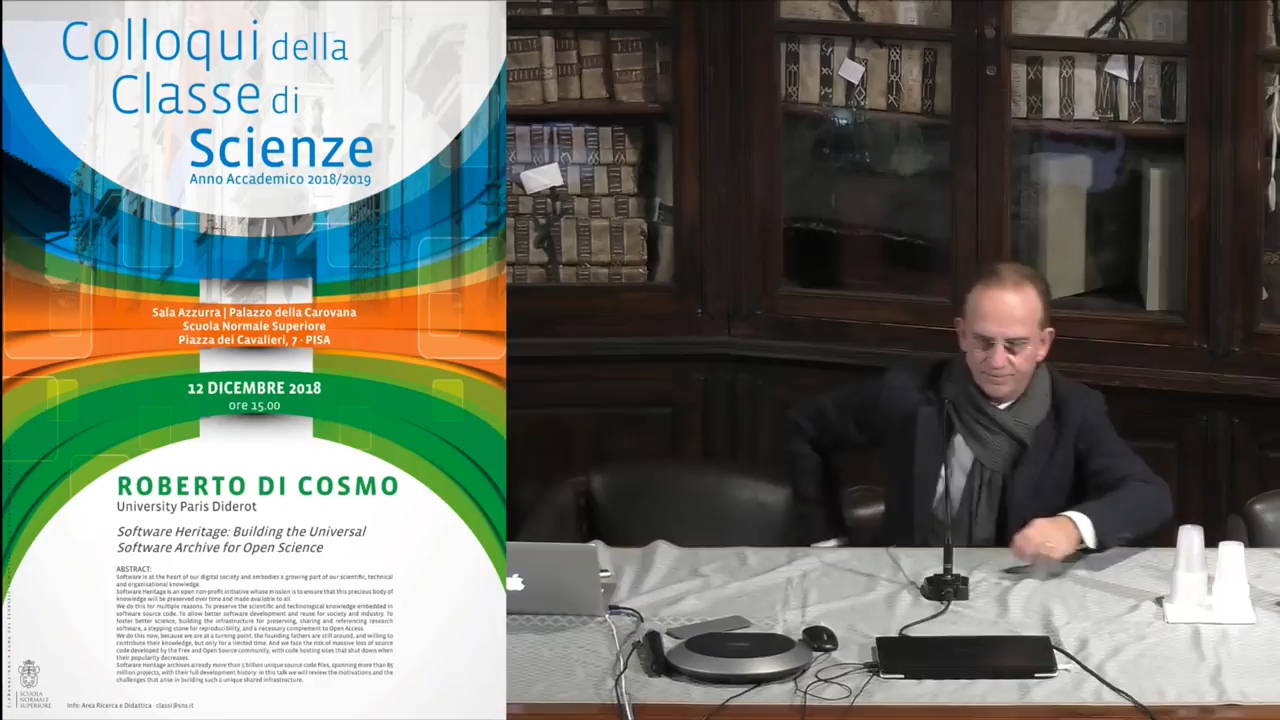 Colloqui della
Classe di
Scienze
Anno Accademico 2018/2019
Sala Azzurra | Palazzo della Carovana
Scuola Normale Superiore
Piazza dei Cavalieri, 7 - PISA
12 DICEMBRE 2018
ore 15.00
ROBERTO DI COSMO
University Paris Diderot
Software Heritage: Building the Universal
Software Archive for Open Science
ABSTRACT:
Software is at the heart of our digital society and embodies a growing part of our scientific, technical
and organisational knowledge.
Software Heritage is an open non-profit initiative whose mission is to ensure that this precious body of
knowledge will be preserved over time and made available to all.
We do this for multiple reasons. To preserve the scientific and technological knowledge embedded in
software source code. To allow better software development and reuse for society and industry. To
foster better science, building the infrastructure for preserving, sharing and referencing research
software, a stepping stone for reproducibility, and a necessary complement to Open Access.
We do this now, because we are at a turning point: the founding fathers are still around, and willing to
contribute their knowledge, but only for a limited time. And we face the risk of massive loss of source
code developed by the Free and Open Source community, with code hosting sites that shut down when
their popularity decreases.
Software Heritage archives already more than 5 billion unique source code files, spanning more than 85
million projects, with their full development history: in this talk we will review the motivations and the
challenges that arise in building such a unique shared infrastructure.
SCUOLA
NORMALE
SUPERIORE
Info: Area Ricerca e Didattica - classi@sns.it